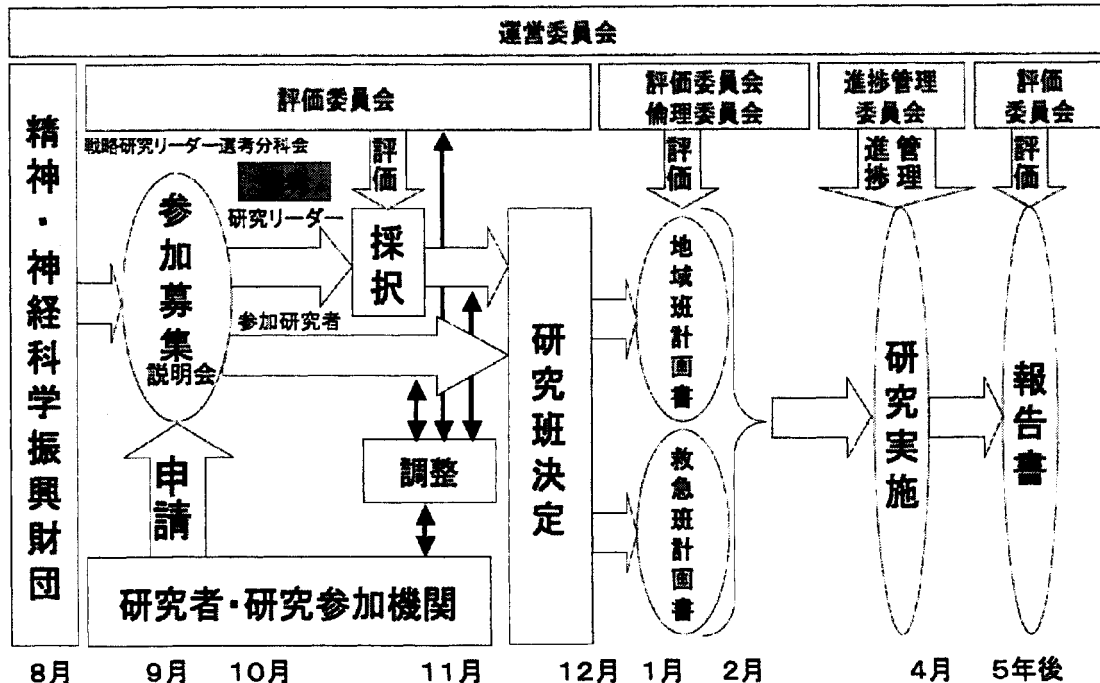 運営委員会
精神・神経科学振興財団
評価委員会
評価委員会
倫理委員会
進捗管理
委員会
評価
委員会
戦略研究リーダー選考分科会
評価
評価
進捗管理
評価
参加募集
説明会
研究リーダー
採択
参加研究者
研究班決定
地域班計画書
救急班計画書
研究実施
報告書
調整
申請
研究者・研究参加機関
8月 9月 10月 11月 12月 1月 2月 4月 5年後